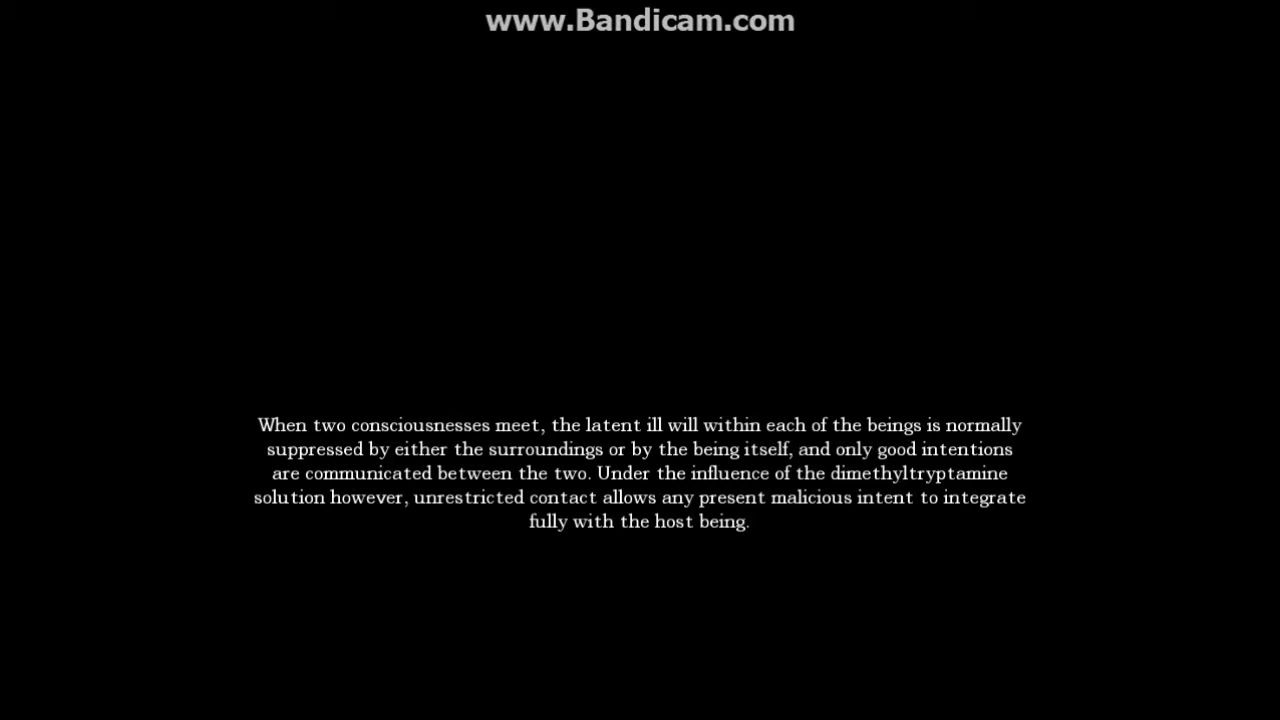 www.Bandicam.com
When two consciousnesses meet, the latent ill will within each of the beings is normally
suppressed by either the surroundings or by the being itself, and only good intentions
are communicated between the two. Under the influence of the dimethyltryptamine
solution however, unrestricted contact allows any present malicious intent to integrate
fully with the host being.